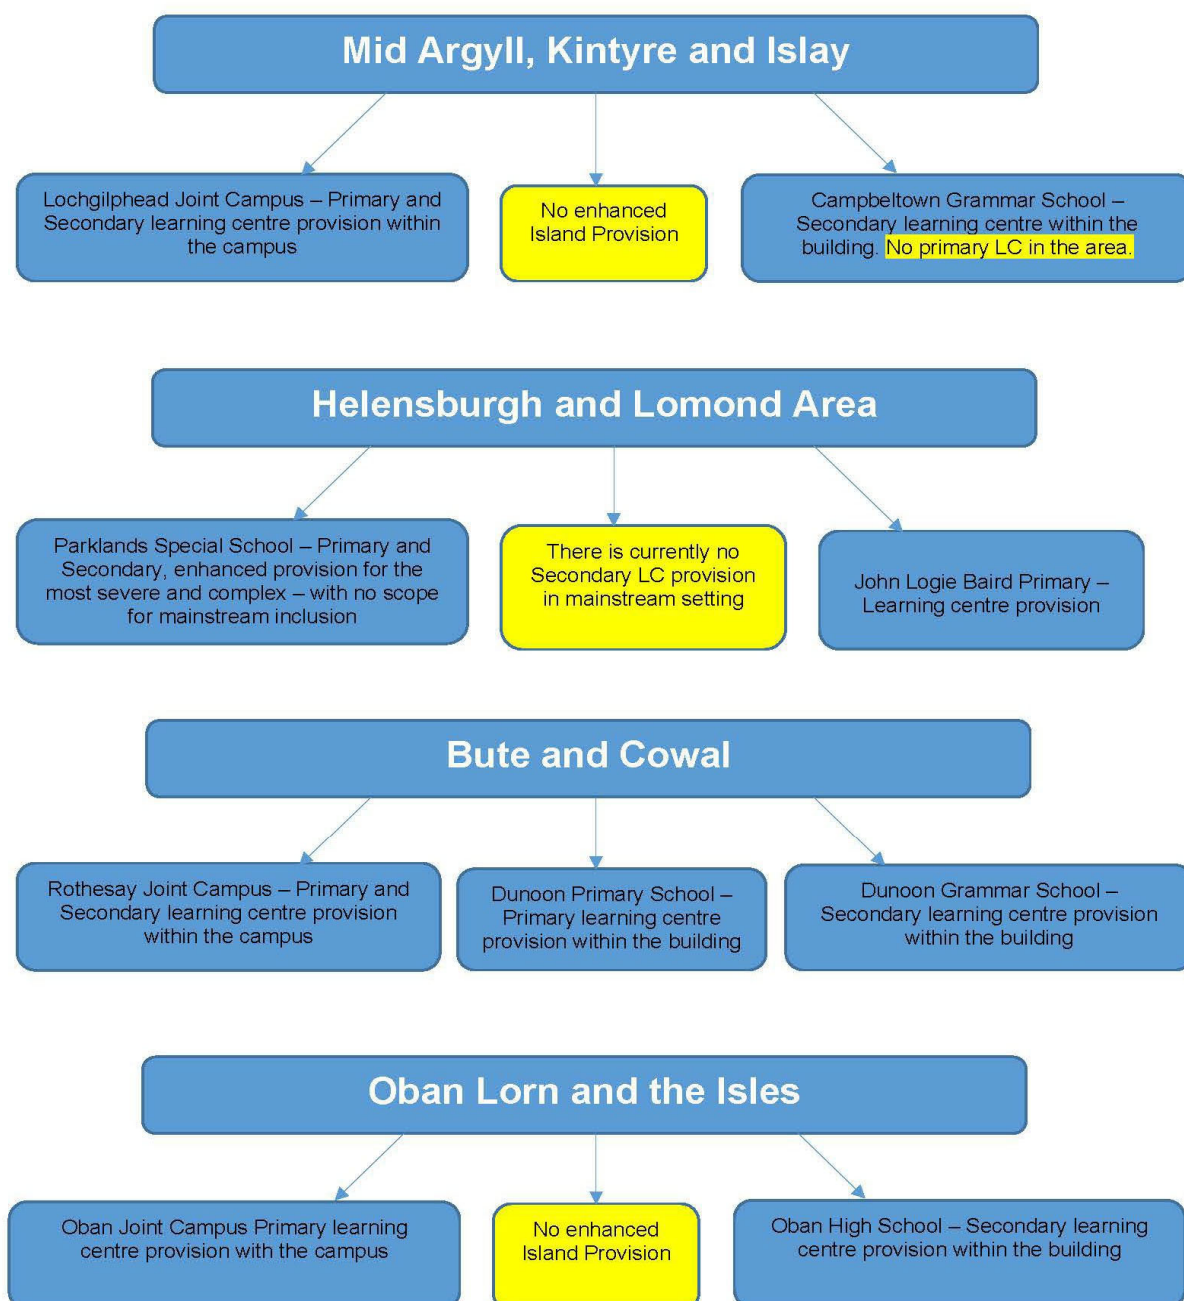 Mid Argyll, Kintyre and Islay
Lochgilphead Joint Campus – Primary and
Secondary learning centre provision within
the campus
No enhanced
Island Provision
Campbeltown Grammar School –
Secondary learning centre within the
building. No primary LC in the area.
Helensburgh and Lomond Area
Parklands Special School – Primary and
Secondary, enhanced provision for the
most severe and complex – with no scope
for mainstream inclusion
There is currently no
Secondary LC provision
in mainstream setting
John Logie Baird Primary –
Learning centre provision
Bute and Cowal
Rothesay Joint Campus – Primary and
Secondary learning centre provision
within the campus
Dunoon Primary School –
Primary learning centre
provision within the building
Dunoon Grammar School –
Secondary learning centre provision
within the building
Oban Lorn and the Isles
Oban Joint Campus Primary learning
centre provision with the campus
No enhanced
Island Provision
Oban High School – Secondary learning
centre provision within the building